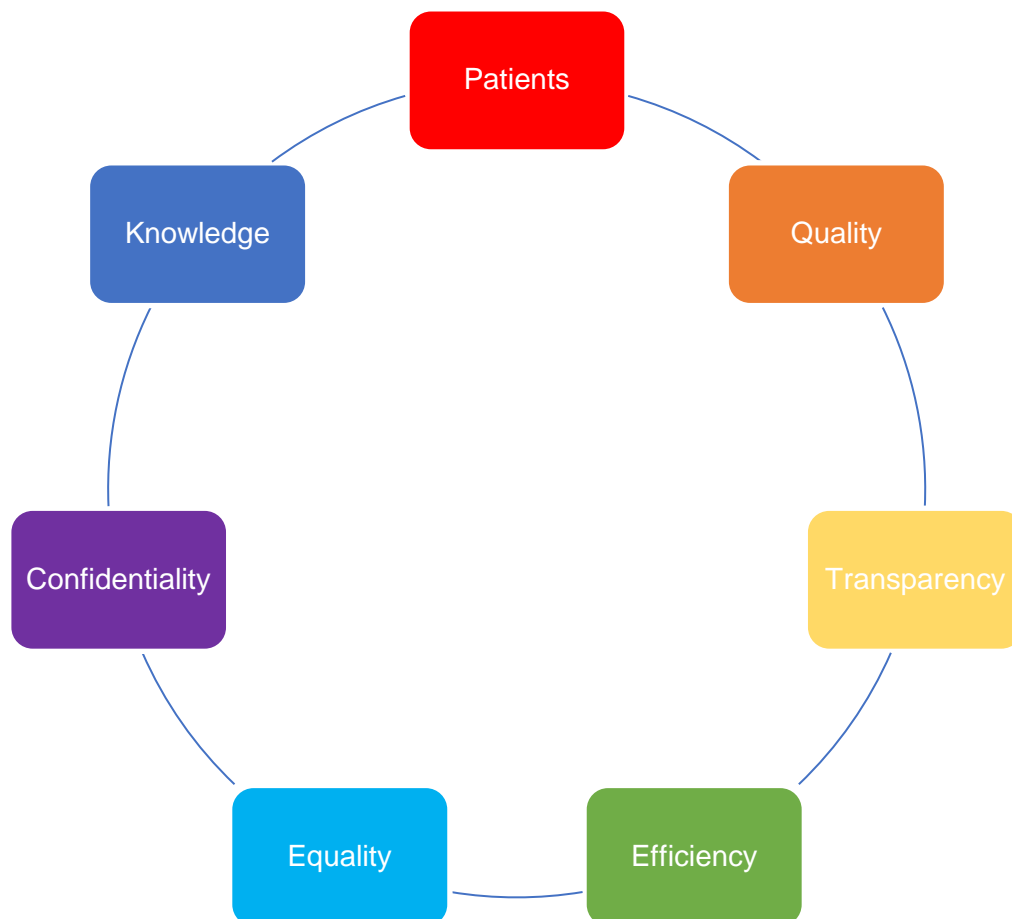 Patients
Quality
Transparency
Efficiency
Equality
Confidentiality
Knowledge